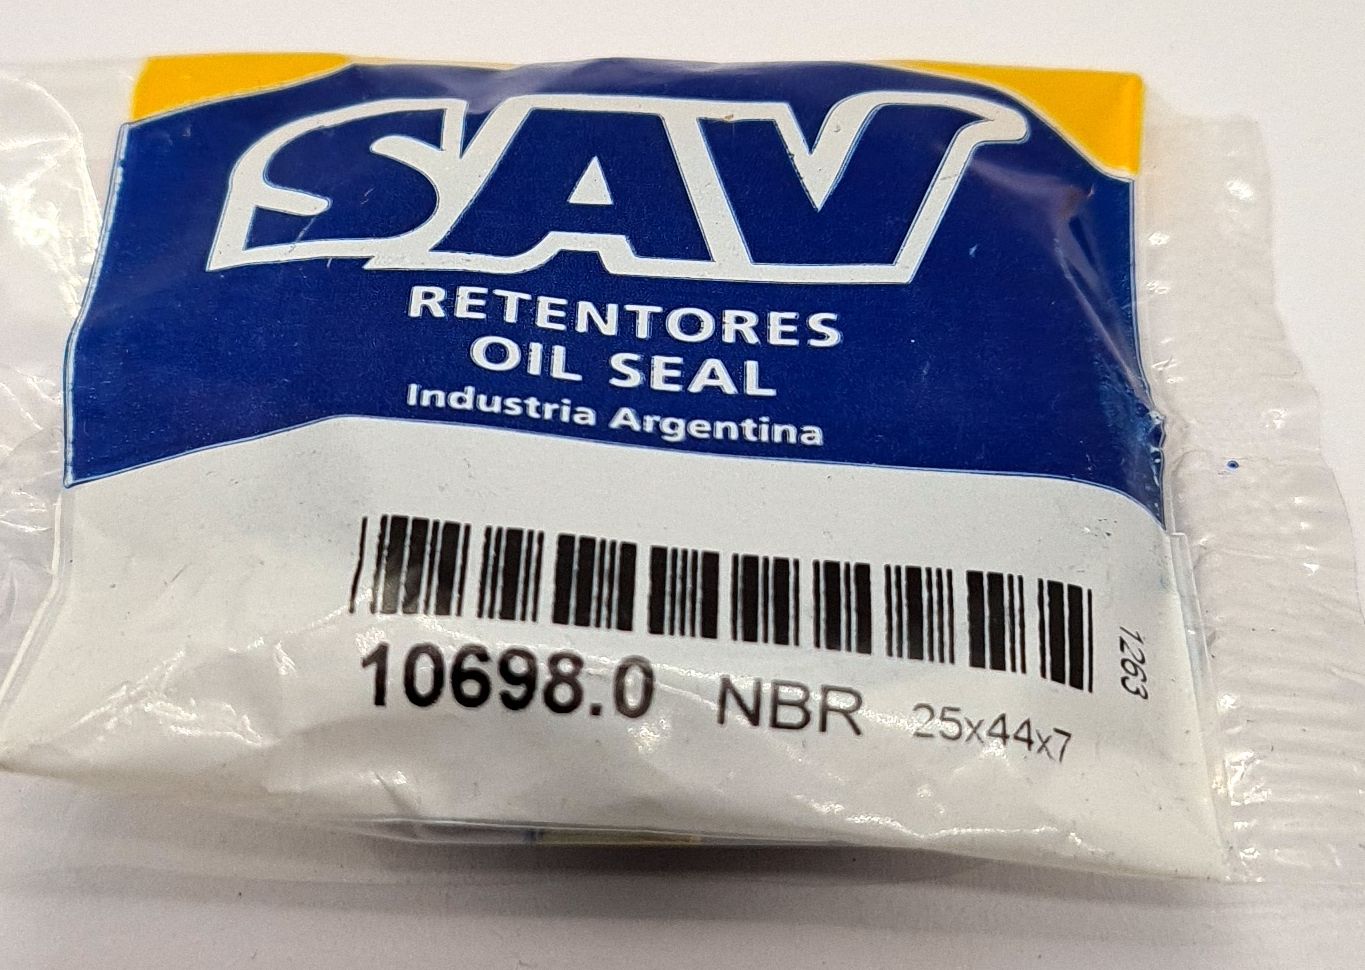 SAV
RETENTORES
OIL SEAL
Industria Argentina
10698.0 NBR 25x44x7
1263